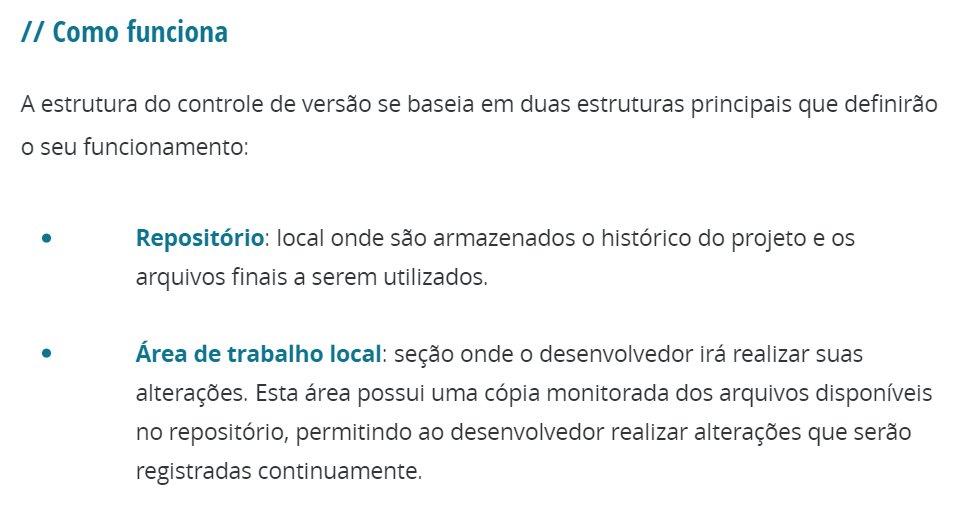 // Como funciona
A estrutura do controle de versão se baseia em duas estruturas principais que definirão
o seu funcionamento:
• Repositório: local onde são armazenados o histórico do projeto e os
arquivos finais a serem utilizados.
• Área de trabalho local: seção onde o desenvolvedor irá realizar suas
alterações. Esta área possui uma cópia monitorada dos arquivos disponíveis
no repositório, permitindo ao desenvolvedor realizar alterações que serão
registradas continuamente.